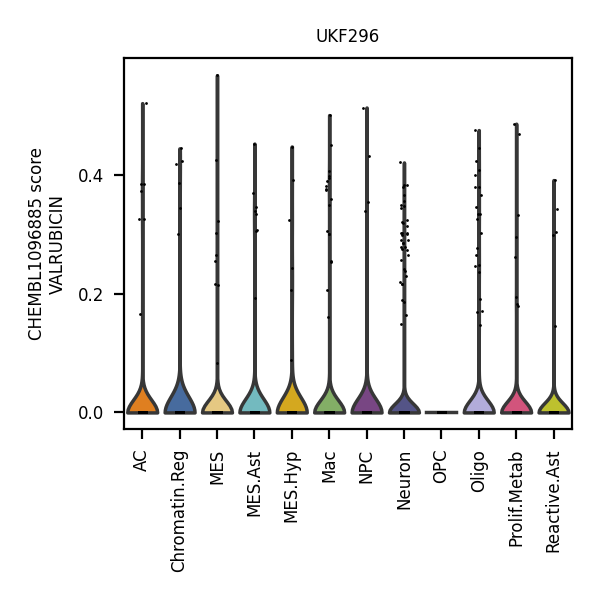 UKF296
CHEMBL1096885 score
VALRUBICIN
0.4
0.2
0.0
AC
Chromatin.Reg
MES
MES.Ast
MES.Hyp
Mac
NPC
Neuron
OPC
Oligo
Prolif.Metab
Reactive.Ast